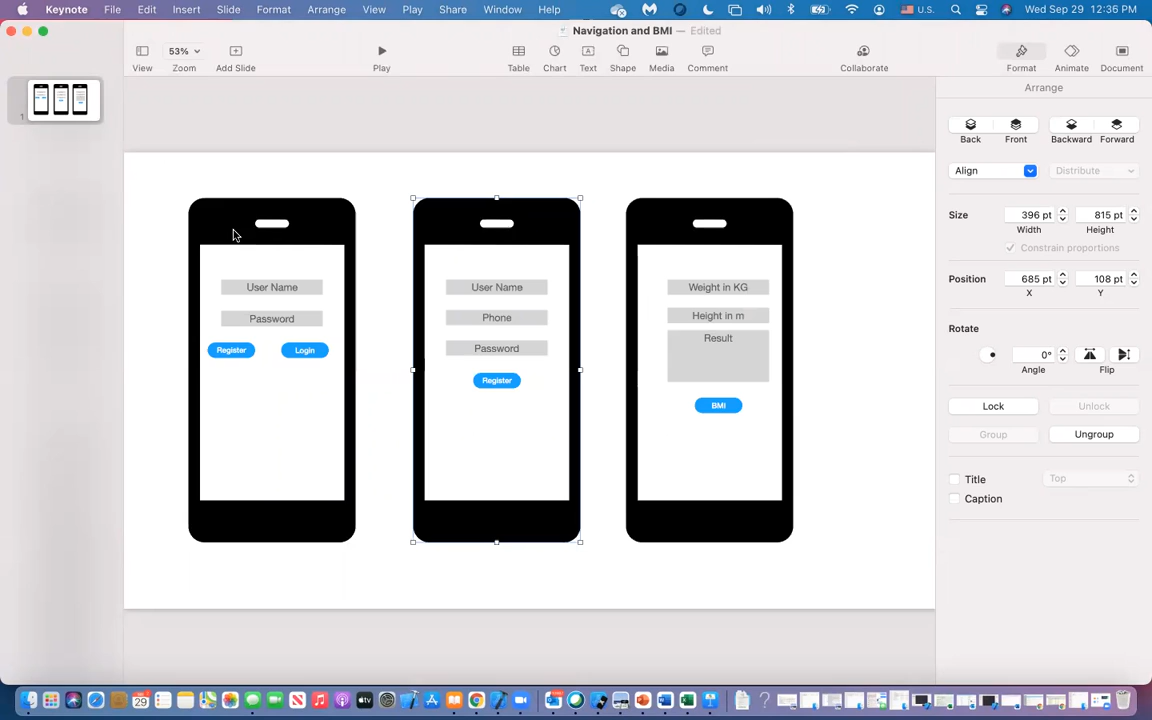 Keynote File Edit Insert Slide Format Arrange View Play Share Window Help U.S. Wed Sep 29 12:36 PM
Navigation and BMI — Edited
53%
View Zoom Add Slide Play Table Chart Text Shape Media Comment Collaborate Format Animate Document
Arrange
Back Front Backward Forward
Align Distribute
Size 396 pt 815 pt
Width Height
Constrain proportions
Position 685 pt 108 pt
X Y
Rotate
0°
Angle Flip
Lock Unlock
Group Ungroup
Title Top
Caption
1
User Name
Password
Register Login
User Name
Phone
Password
Register
Weight in KG
Height in m
Result
BMI